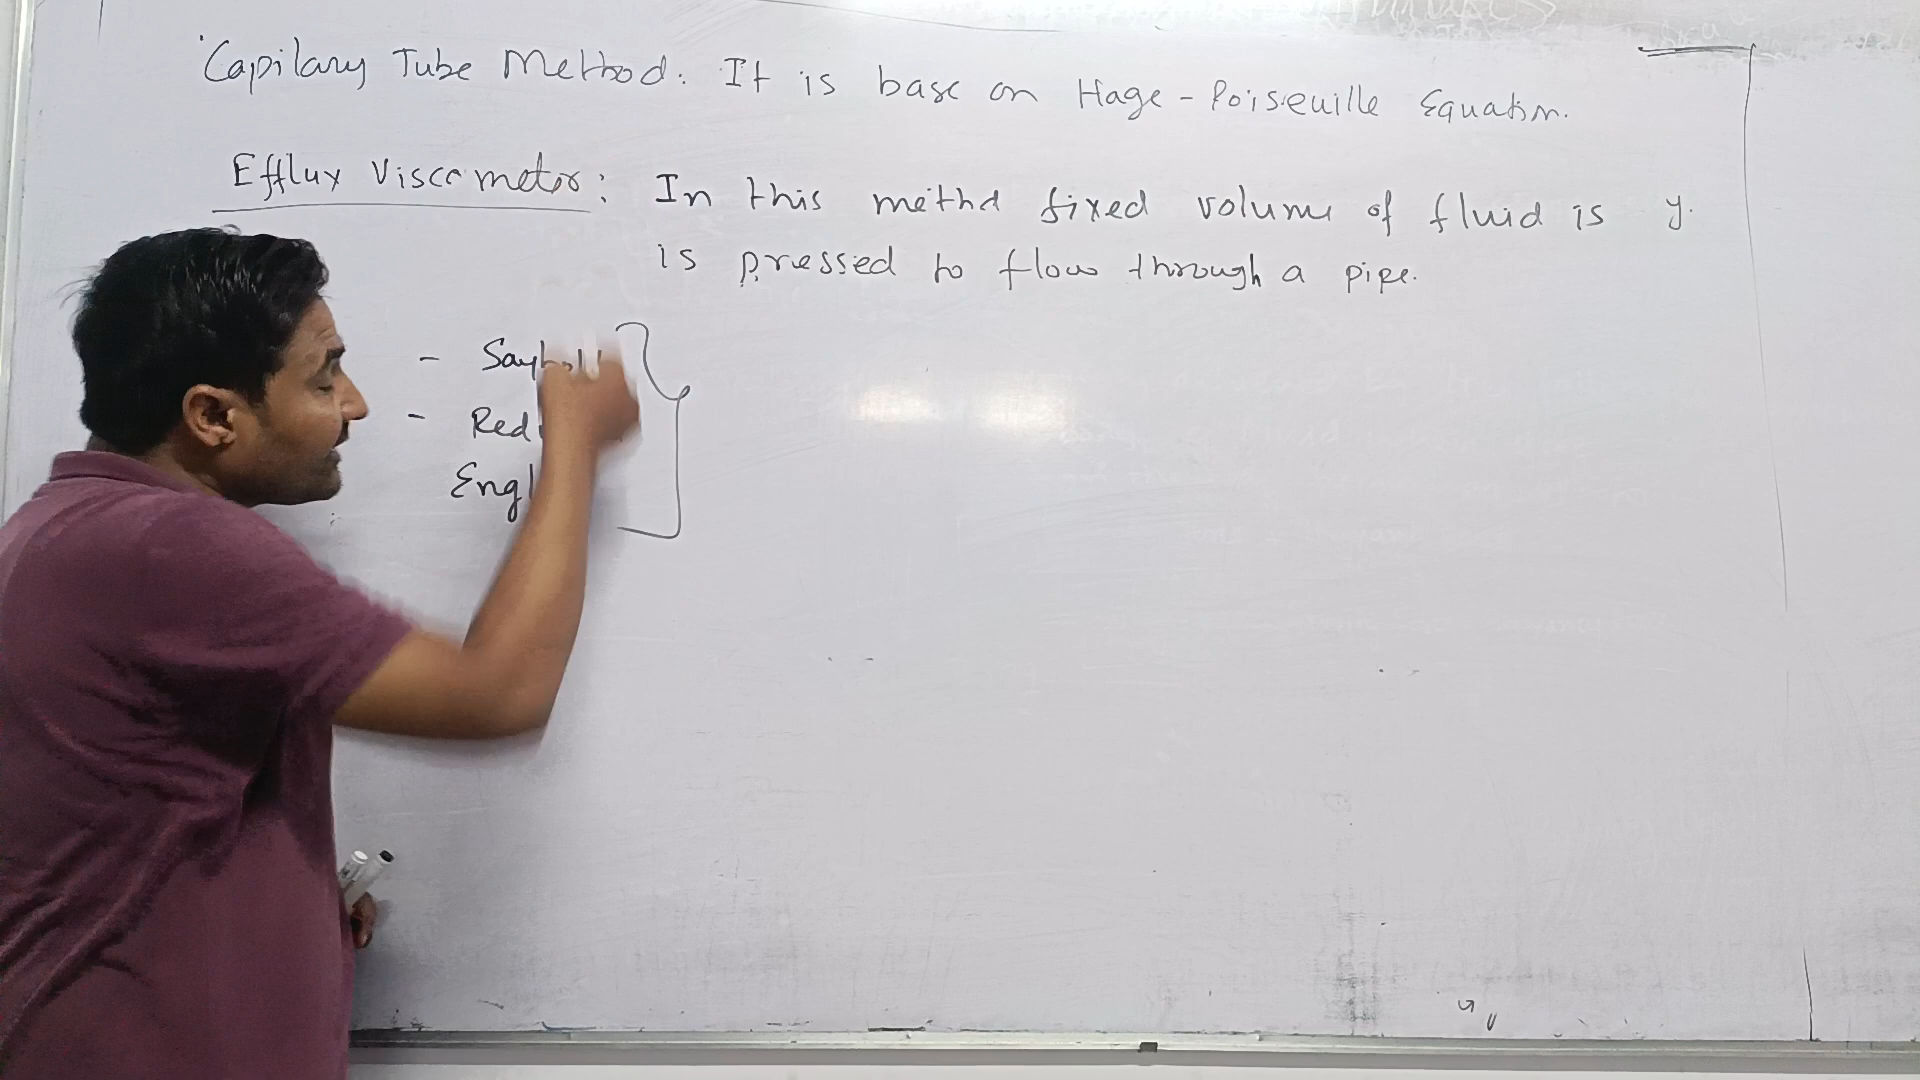 Capilary Tube Method: It is base on Hage-Poiseuille Equation.
Efflux Viscometer: In this methd fixed volume of fluid is y.
is pressed to flow through a pipe.
- Saybolt
- Red
Engl